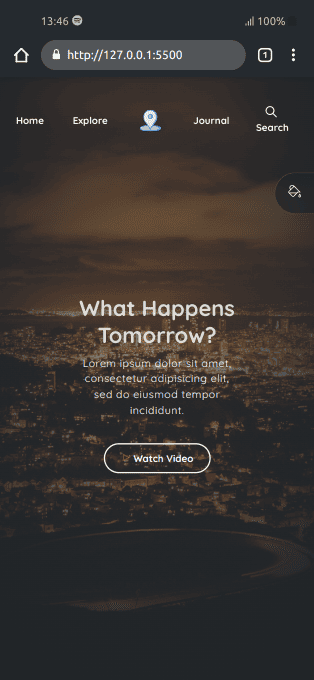 13:46
100%
http://127.0.0.1:5500
1
Home
Explore
Journal
Search
What Happens
Tomorrow?
Lorem ipsum dolor sit amet,
consectetur adipisicing elit,
sed do eiusmod tempor
incididunt.
Watch Video